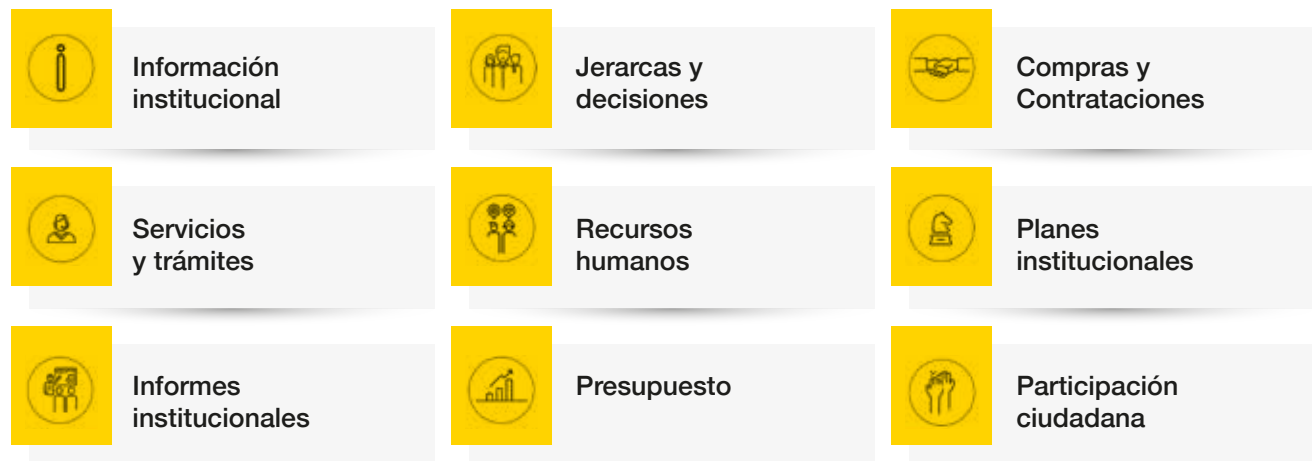 Información
institucional
Jerarcas y
decisiones
Compras y
Contrataciones
Servicios
y trámites
Recursos
humanos
Planes
institucionales
Informes
institucionales
Presupuesto
Participación
ciudadana